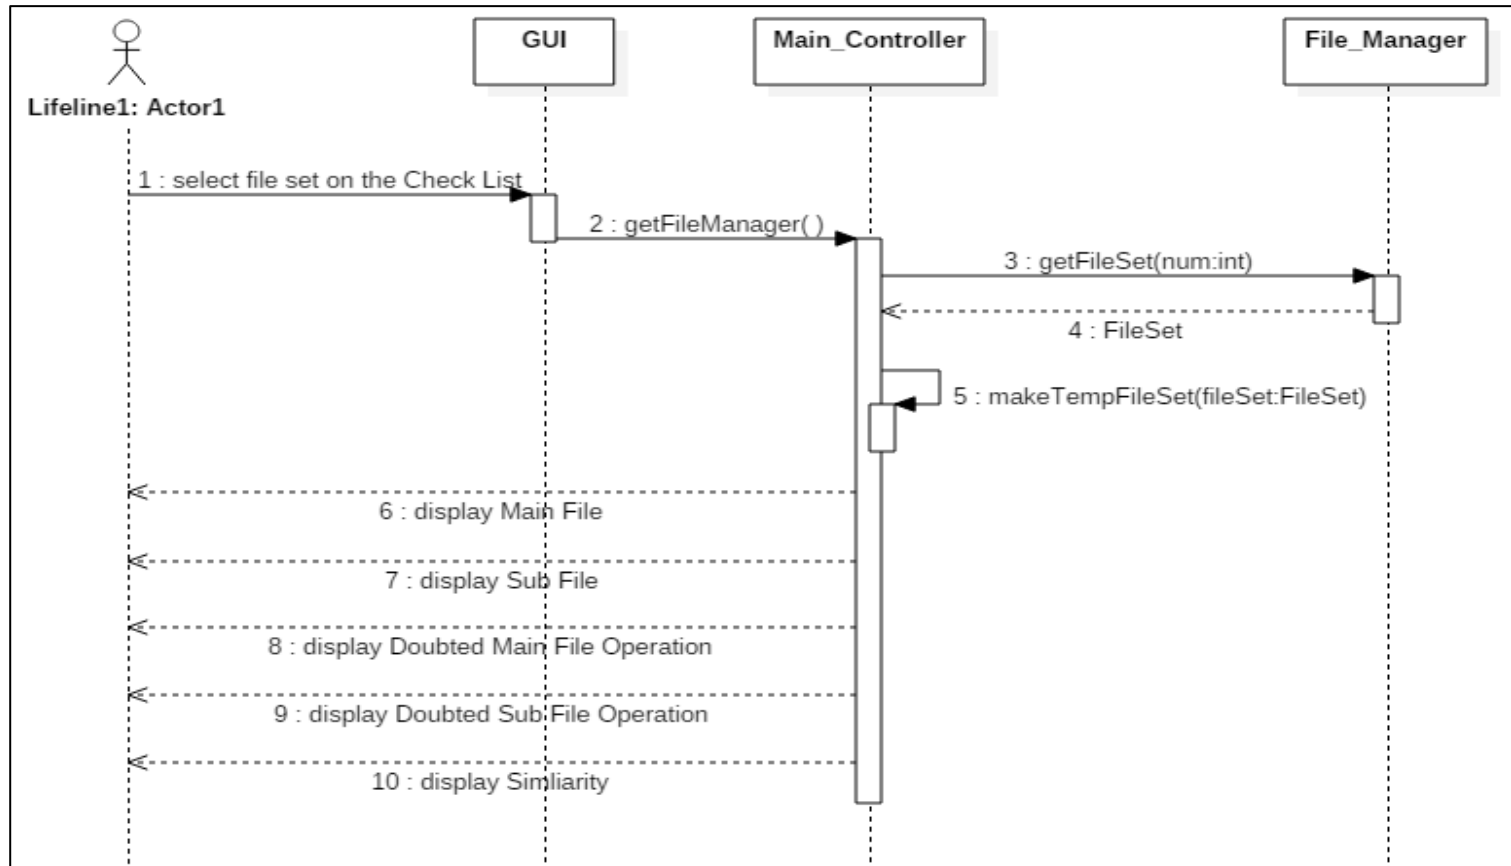 GUI
Main_Controller
File_Manager
Lifeline1: Actor1
1 : select file set on the Check List
2 : getFileManager( )
3 : getFileSet(num:int)
4 : FileSet
5 : makeTempFileSet(fileSet:FileSet)
6 : display Main File
7 : display Sub File
8 : display Doubted Main File Operation
9 : display Doubted Sub File Operation
10 : display Simliarity